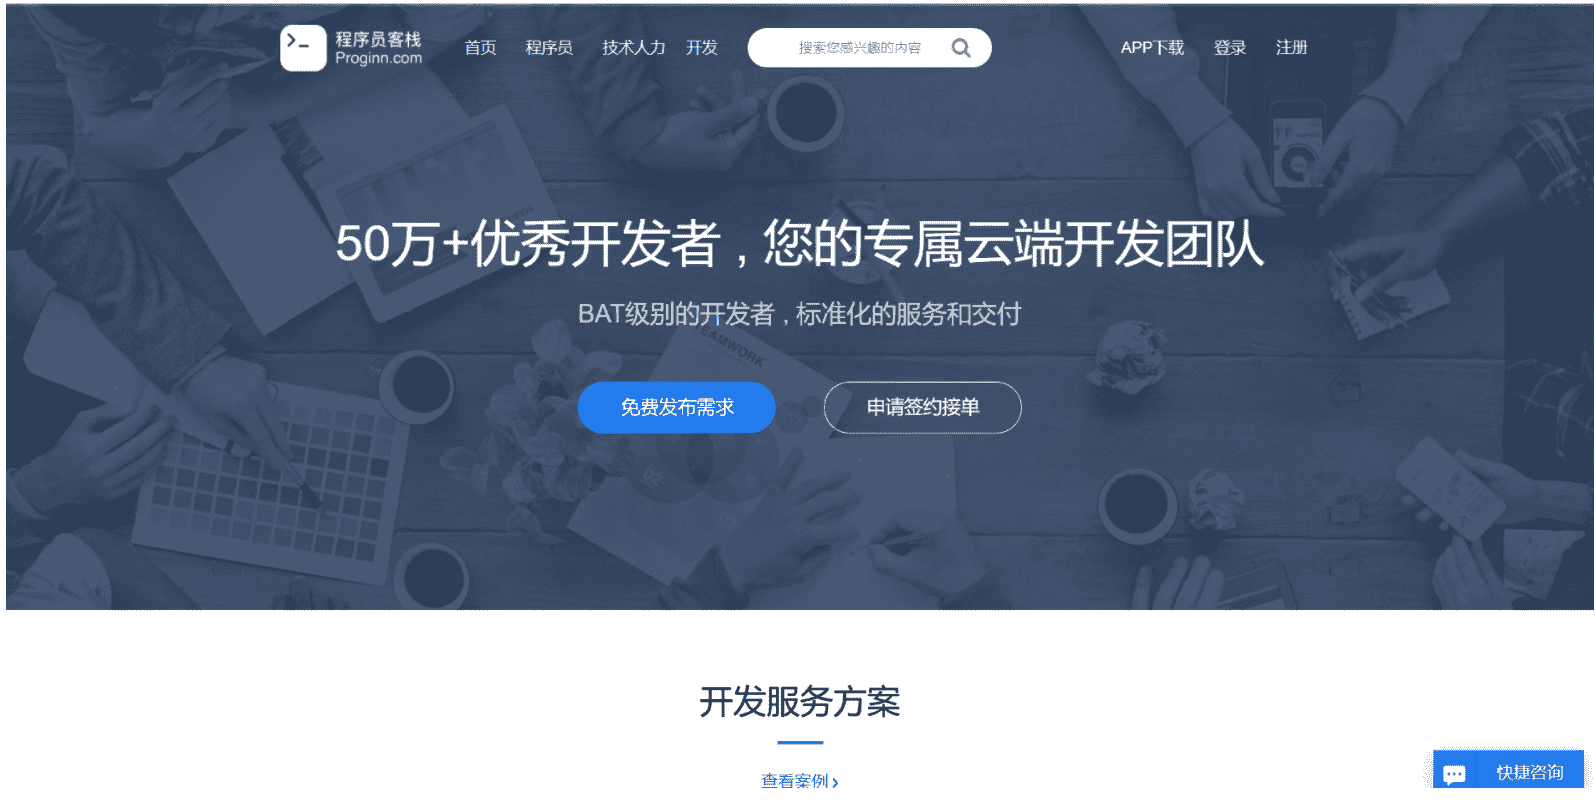 程序员客栈
Proginn.com
首页 程序员 技术人力 开发
搜索您感兴趣的内容
APP下载 登录 注册
50万+优秀开发者，您的专属云端开发团队
BAT级别的开发者，标准化的服务和交付
TEAMWORK
免费发布需求 申请签约接单
02
03
开发服务方案
查看案例 ›
快捷咨询